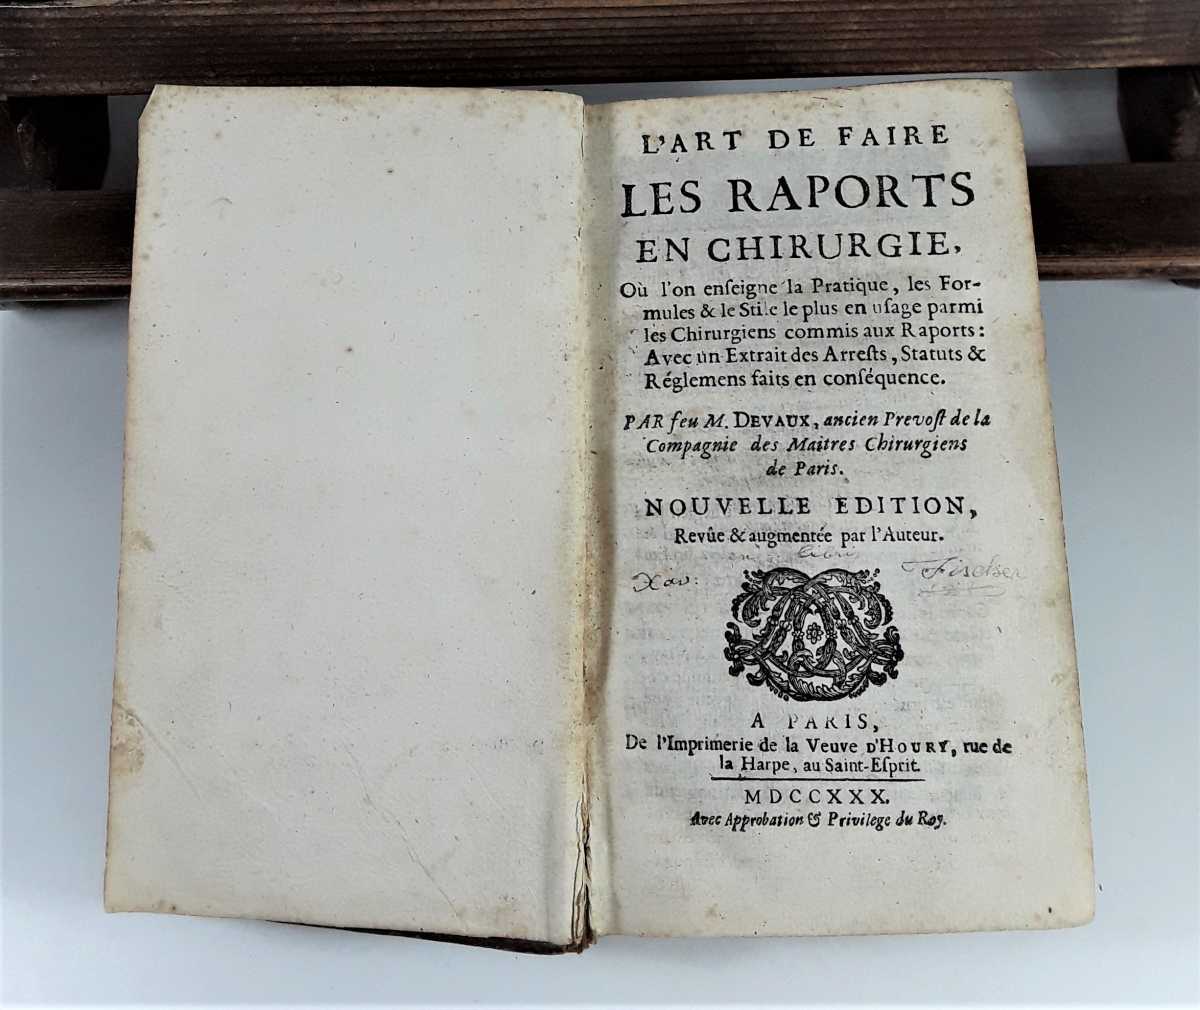 L'ART DE FAIRE
LES RAPORTS
EN CHIRURGIE,
Où l'on enſeigne la Pratique, les For-
mules & le Stile le plus en uſage parmi
les Chirurgiens commis aux Raports:
Avec un Extrait des Arreſts, Statuts &
Réglemens faits en conſéquence.
PAR feu M. DEVAUX, ancien Prevoſt de la
Compagnie des Maitres Chirurgiens
de Paris.
NOUVELLE EDITION,
Revûe & augmentée par l'Auteur.
ex libris
Xav: Fischer
A PARIS,
De l'Imprimerie de la Veuve D'HOURY, rue de
la Harpe, au Saint-Eſprit.
MDCCXXX.
Avec Approbation & Privilege du Roy.